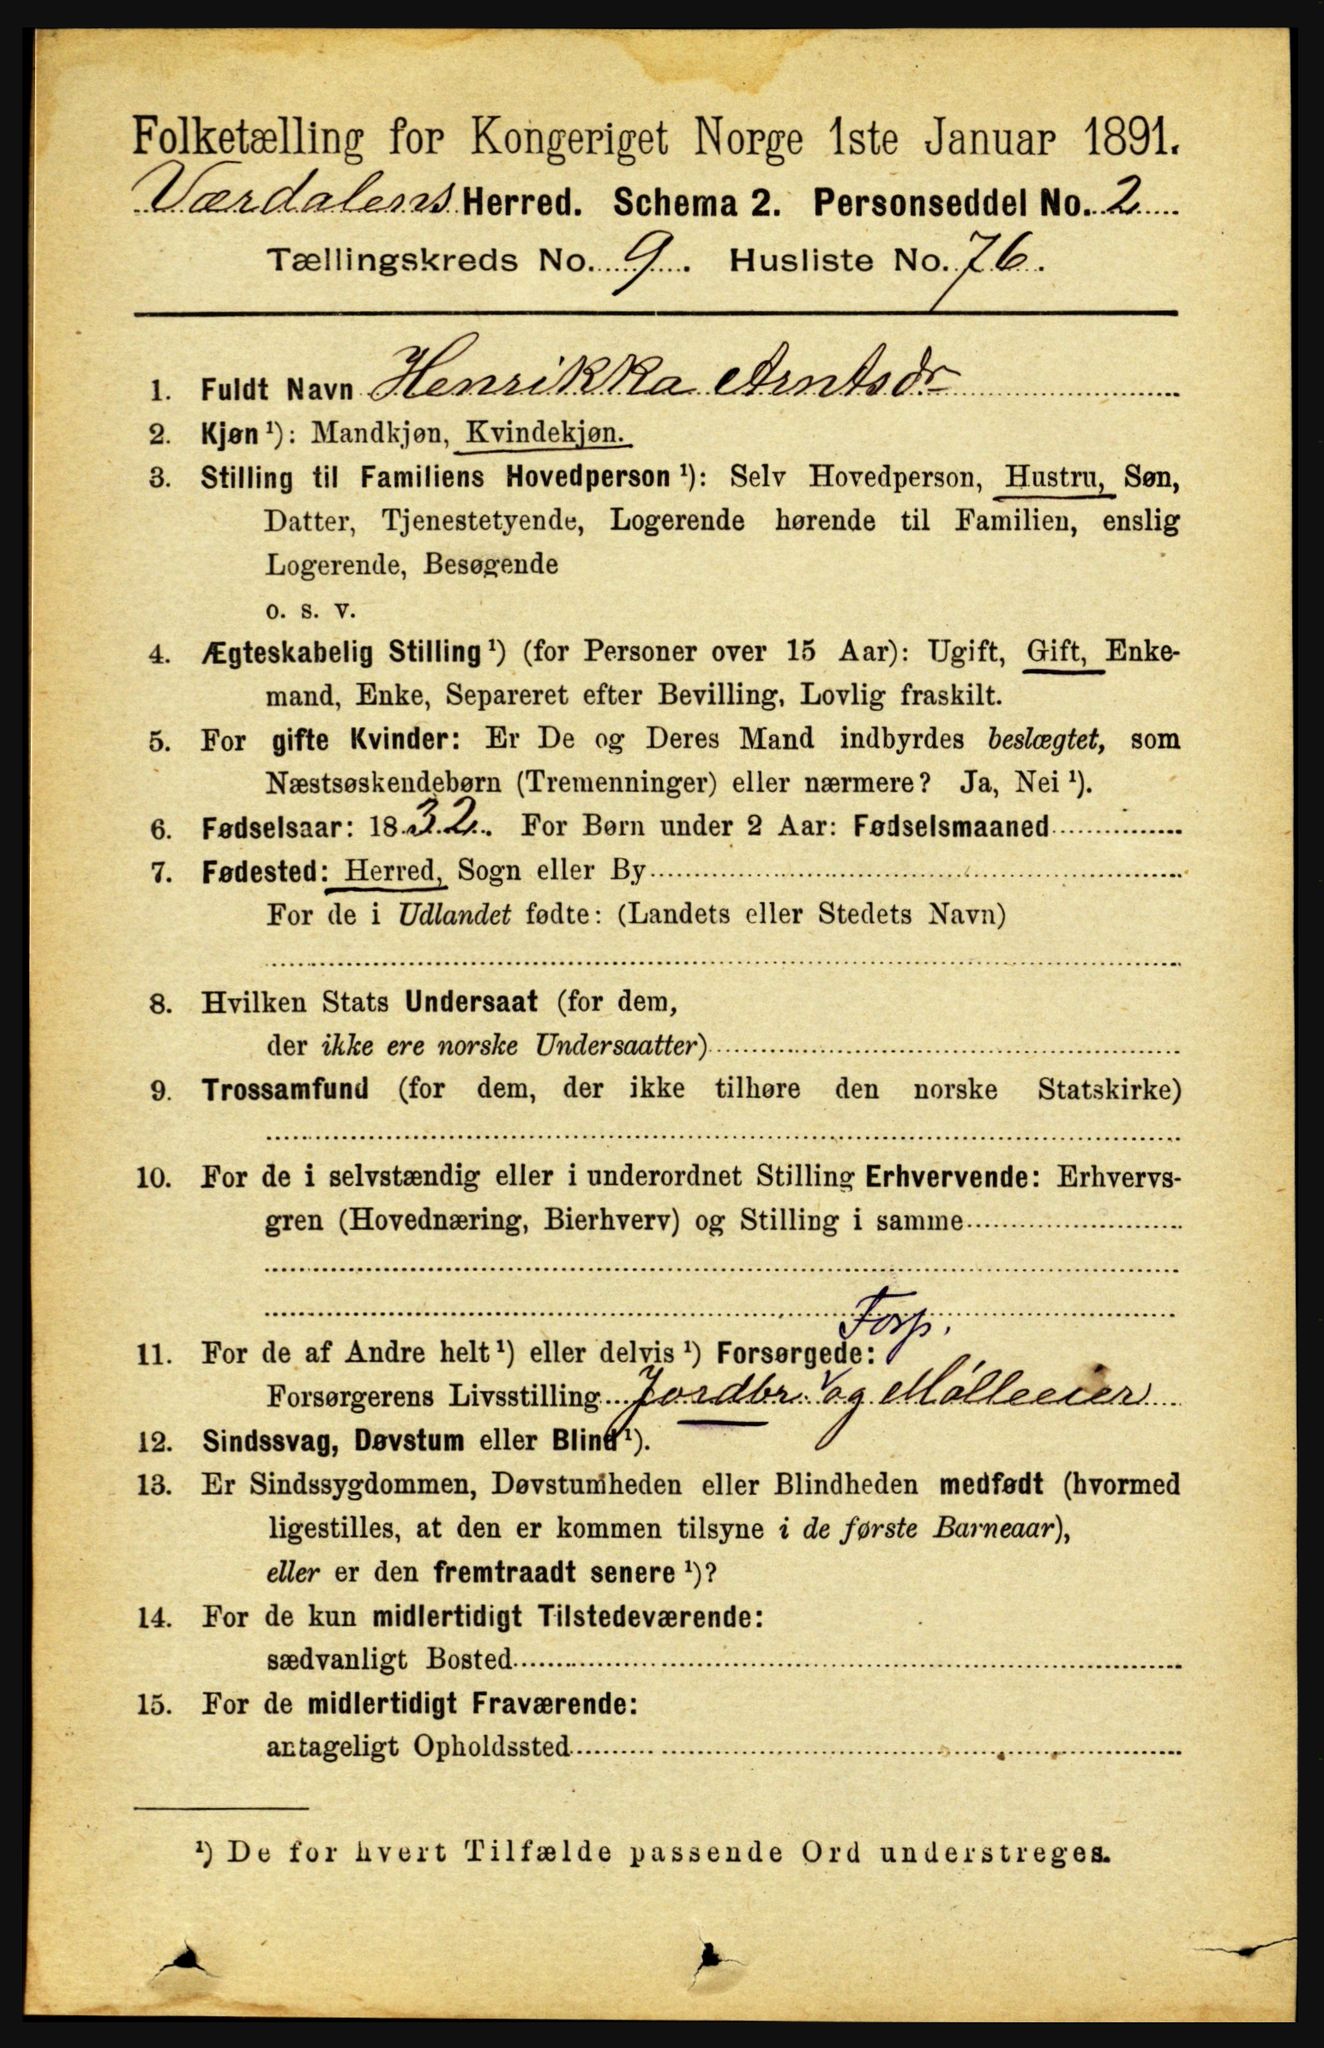 Folketælling for Kongeriget Norge 1ste Januar 1891.
Værdalens Herred. Schema 2. Personseddel No. 2
Tællingskreds No. 9. Husliste No. 76.
1. Fuldt Navn Henrikka Arntsdr
2. Kjøn ¹): Mandkjøn, Kvindekjøn.
3. Stilling til Familiens Hovedperson ¹): Selv Hovedperson, Hustru, Søn,
Datter, Tjenestetyende, Logerende hørende til Familien, enslig
Logerende, Besøgende
o. s. v.
4. Ægteskabelig Stilling ¹) (for Personer over 15 Aar): Ugift, Gift, Enke-
mand, Enke, Separeret efter Bevilling, Lovlig fraskilt.
5. For gifte Kvinder: Er De og Deres Mand indbyrdes beslægtet, som
Næstsøskendebørn (Tremenninger) eller nærmere? Ja, Nei ¹).
6. Fødselsaar: 1832. For Børn under 2 Aar: Fødselsmaaned
7. Fødested: Herred, Sogn eller By
For de i Udlandet fødte: (Landets eller Stedets Navn)
8. Hvilken Stats Undersaat (for dem,
der ikke ere norske Undersaatter)
9. Trossamfund (for dem, der ikke tilhøre den norske Statskirke)
10. For de i selvstændig eller i underordnet Stilling Erhvervende: Erhvervs-
gren (Hovednæring, Bierhverv) og Stilling i samme
Forp.
11. For de af Andre helt ¹) eller delvis ¹) Forsørgede:
Forsørgerens Livsstilling Jordbr. og Mølleeier
12. Sindssvag, Døvstum eller Blind ¹).
13. Er Sindssygdommen, Døvstumheden eller Blindheden medfødt (hvormed
ligestilles, at den er kommen tilsyne i de første Barneaar),
eller er den fremtraadt senere ¹)?
14. For de kun midlertidigt Tilstedeværende:
sædvanligt Bosted
15. For de midlertidigt Fraværende:
antageligt Opholdssted
¹) De for hvert Tilfælde passende Ord understreges.